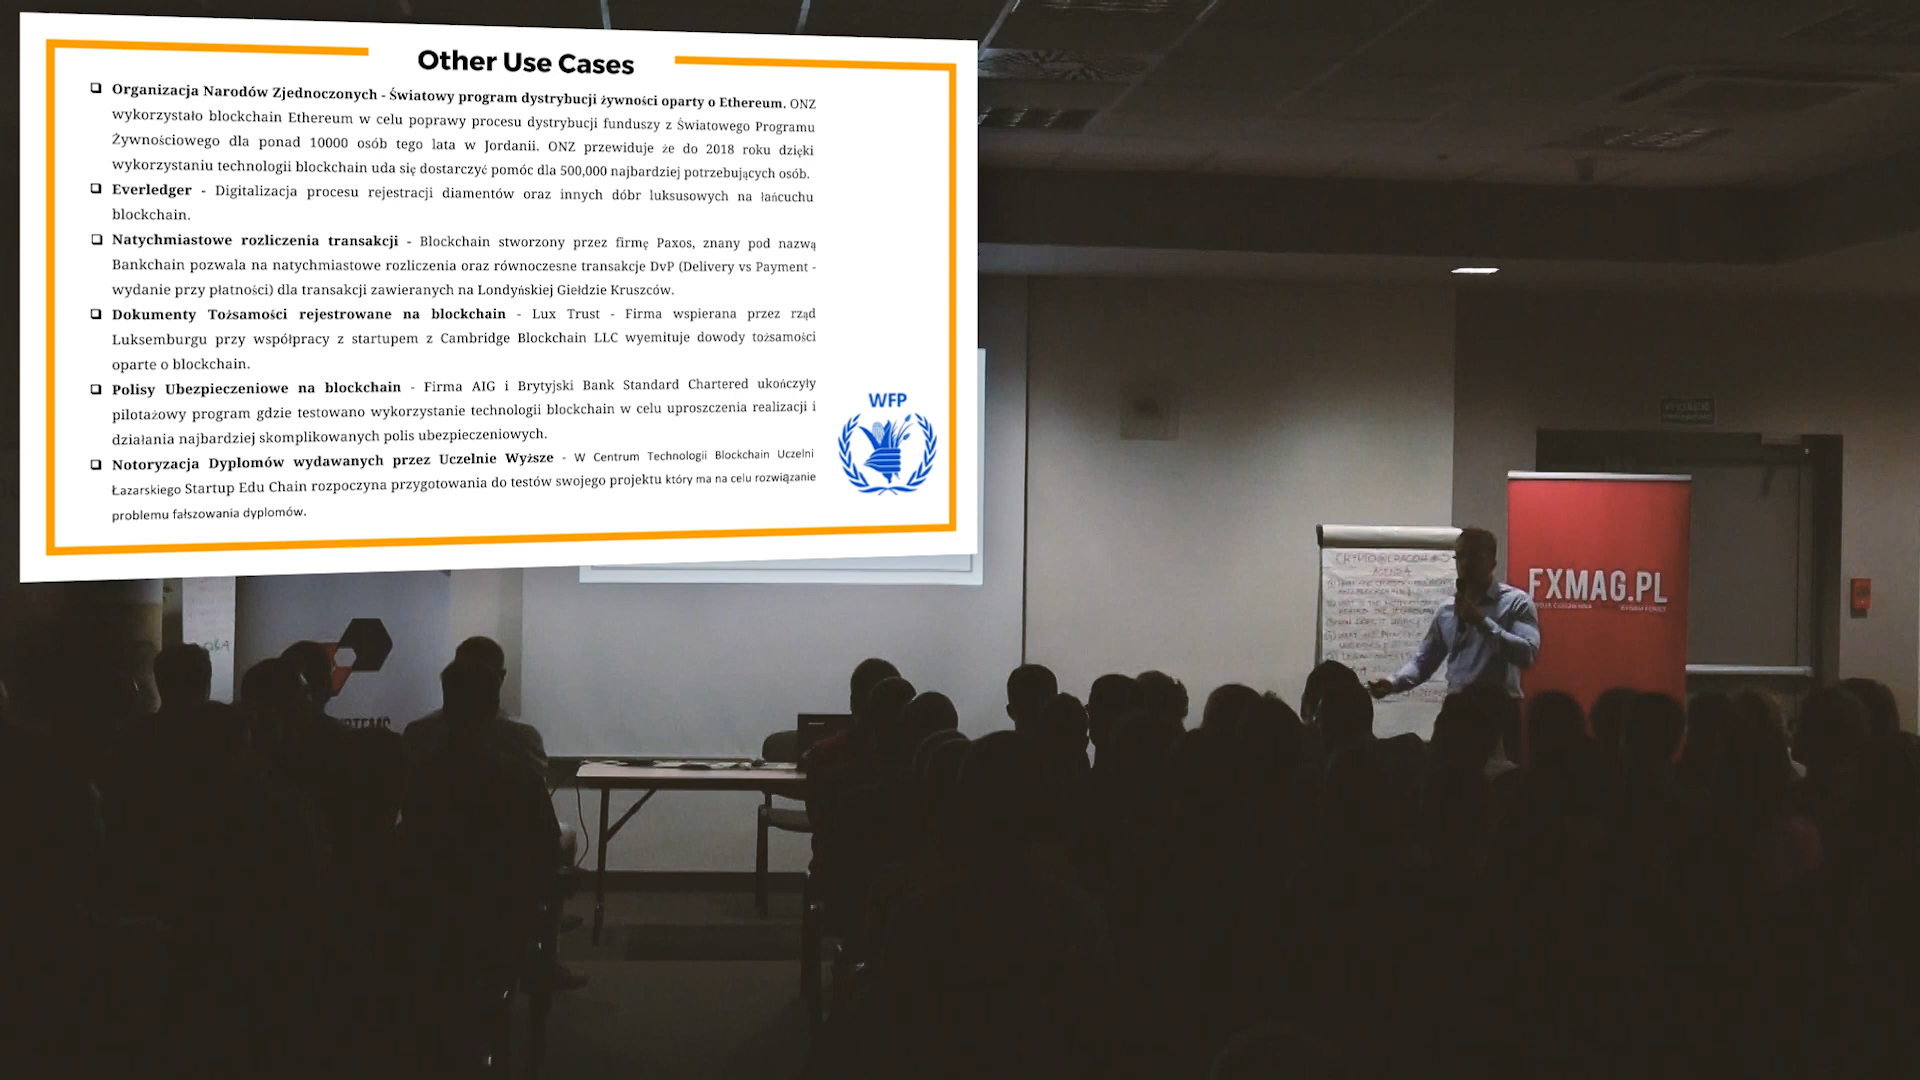 Other Use Cases
❑ Organizacja Narodów Zjednoczonych - Światowy program dystrybucji żywności oparty o Ethereum. ONZ
wykorzystało blockchain Ethereum w celu poprawy procesu dystrybucji funduszy z Światowego Programu
Żywnościowego dla ponad 10000 osób tego lata w Jordanii. ONZ przewiduje że do 2018 roku dzięki
wykorzystaniu technologii blockchain uda się dostarczyć pomóc dla 500,000 najbardziej potrzebujących osób.
❑ Everledger - Digitalizacja procesu rejestracji diamentów oraz innych dóbr luksusowych na łańcuchu
blockchain.
❑ Natychmiastowe rozliczenia transakcji - Blockchain stworzony przez firmę Paxos, znany pod nazwą
Bankchain pozwala na natychmiastowe rozliczenia oraz równoczesne transakcje DvP (Delivery vs Payment -
wydanie przy płatności) dla transakcji zawieranych na Londyńskiej Giełdzie Kruszców.
❑ Dokumenty Tożsamości rejestrowane na blockchain - Lux Trust - Firma wspierana przez rząd
Luksemburgu przy współpracy z startupem z Cambridge Blockchain LLC wyemituje dowody tożsamości
oparte o blockchain.
❑ Polisy Ubezpieczeniowe na blockchain - Firma AIG i Brytyjski Bank Standard Chartered ukończyły
pilotażowy program gdzie testowano wykorzystanie technologii blockchain w celu uproszczenia realizacji i
działania najbardziej skomplikowanych polis ubezpieczeniowych.
❑ Notoryzacja Dyplomów wydawanych przez Uczelnie Wyższe - W Centrum Technologii Blockchain Uczelni
Łazarskiego Startup Edu Chain rozpoczyna przygotowania do testów swojego projektu który ma na celu rozwiązanie
problemu fałszowania dyplomów.
WFP
Q&A
AGENDA
FXMAG.PL